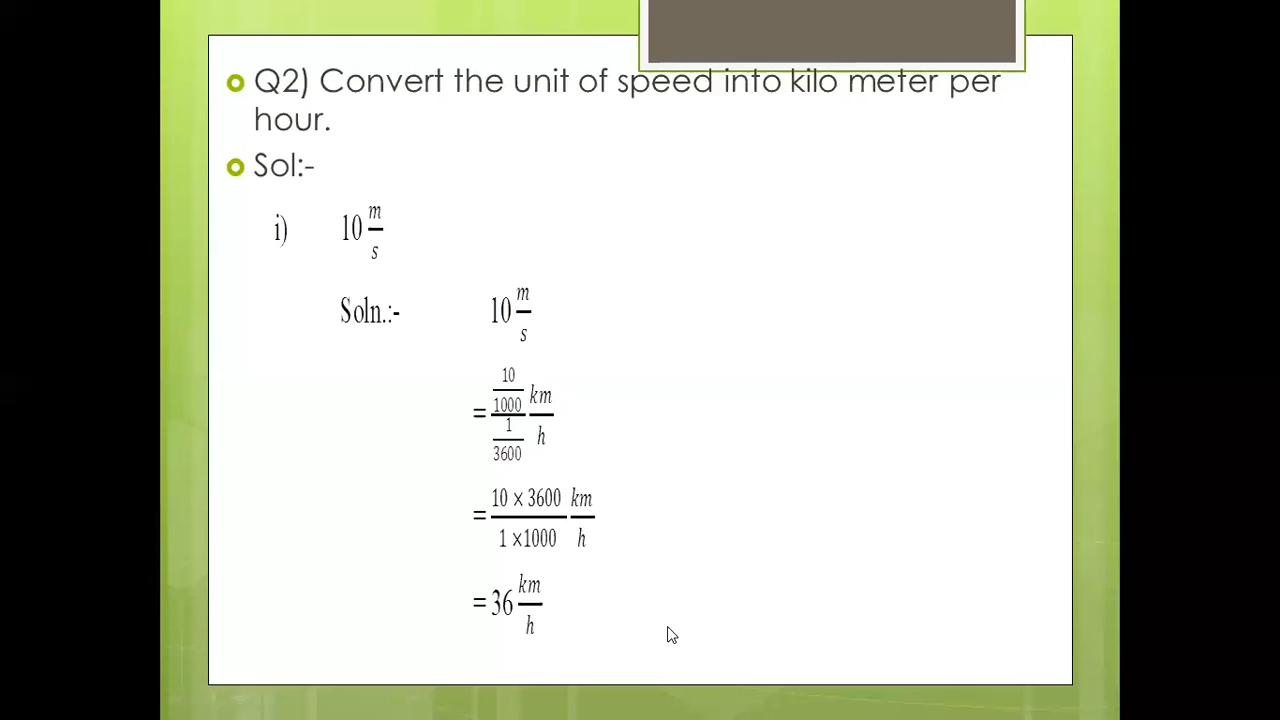 Q2) Convert the unit of speed into kilo meter per
hour.
Sol:-
i) 10 m/s
Soln.:- 10 m/s
= (10/1000)/(1/3600) km/h
= (10 × 3600)/(1 ×1000) km/h
= 36 km/h